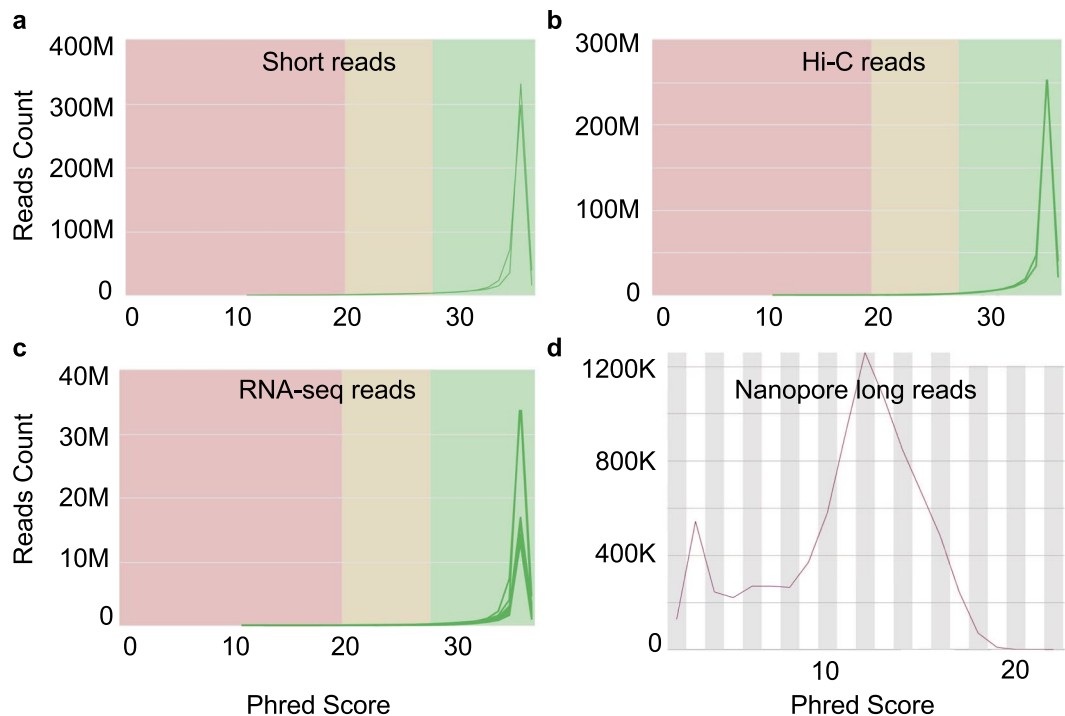 a
400M
300M
200M
100M
0
Reads Count
Short reads
0 10 20 30
b
300M
200M
100M
0
Hi-C reads
0 10 20 30
c
40M
30M
20M
10M
0
Reads Count
RNA-seq reads
0 10 20 30
Phred Score
d
1200K
800K
400K
0
Nanopore long reads
10 20
Phred Score